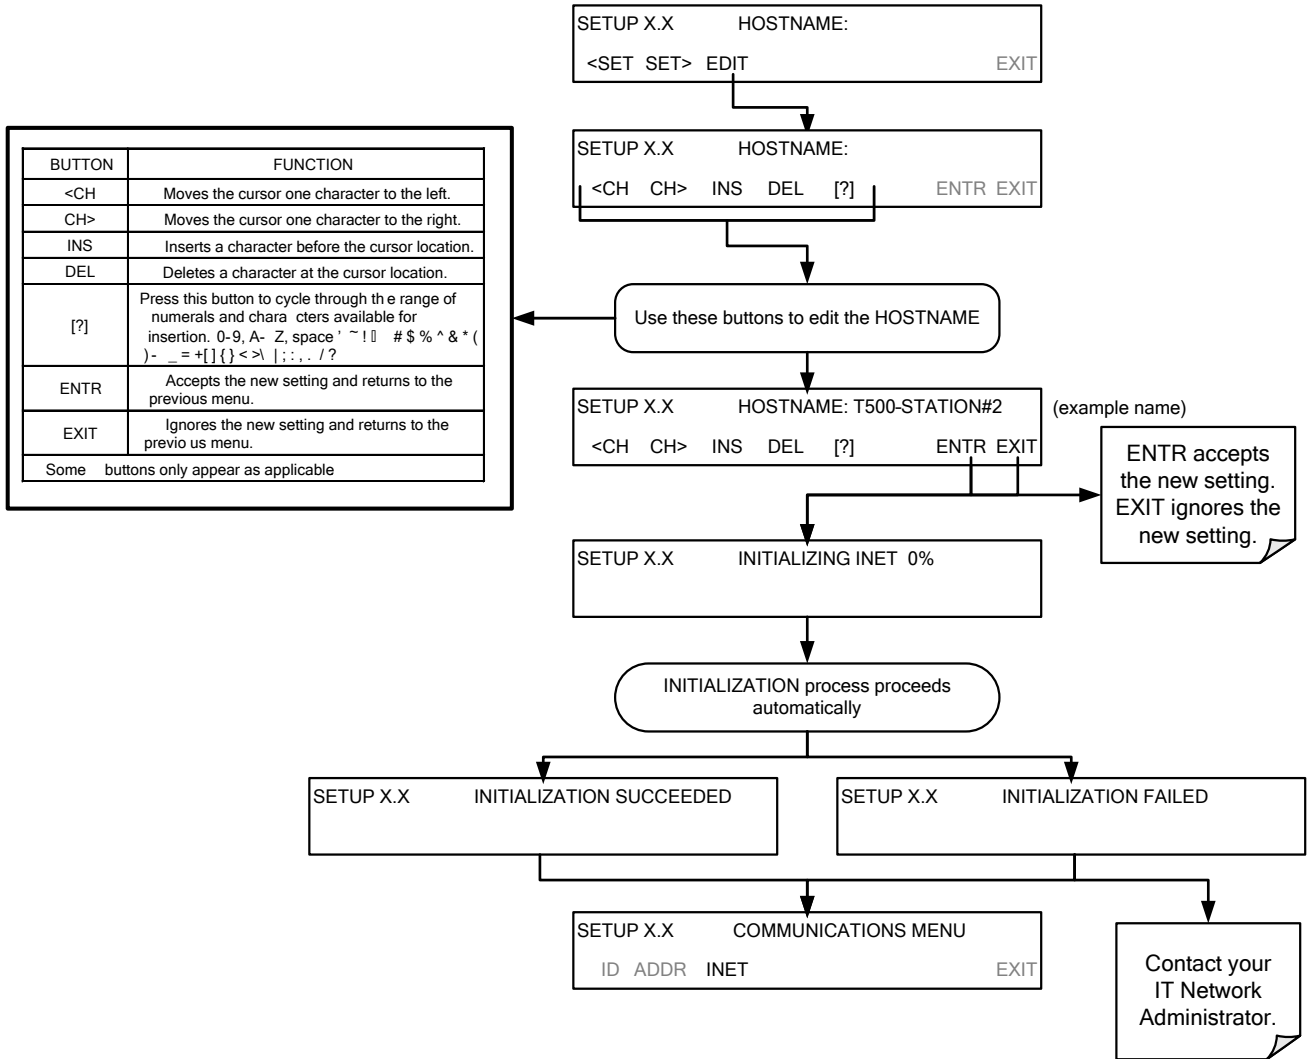 SETUP X.X HOSTNAME:
<SET SET> EDIT EXIT
SETUP X.X HOSTNAME:
<CH CH> INS DEL [?] ENTR EXIT
BUTTON FUNCTION
<CH Moves the cursor one character to the left.
CH> Moves the cursor one character to the right.
INS Inserts a character before the cursor location.
DEL Deletes a character at the cursor location.
[?] Press this button to cycle through th e range of
numerals and chara cters available for
insertion. 0-9, A- Z, space ' ~ ! ▯ # $ % ^ & * (
) - _ = +[ ] { } < >\ | ; : , . / ?
ENTR Accepts the new setting and returns to the
previous menu.
EXIT Ignores the new setting and returns to the
previo us menu.
Some buttons only appear as applicable
Use these buttons to edit the HOSTNAME
SETUP X.X HOSTNAME: T500-STATION#2
<CH CH> INS DEL [?] ENTR EXIT
(example name)
ENTR accepts
the new setting.
EXIT ignores the
new setting.
SETUP X.X INITIALIZING INET 0%
INITIALIZATION process proceeds
automatically
SETUP X.X INITIALIZATION SUCCEEDED
SETUP X.X INITIALIZATION FAILED
SETUP X.X COMMUNICATIONS MENU
ID ADDR INET EXIT
Contact your
IT Network
Administrator.